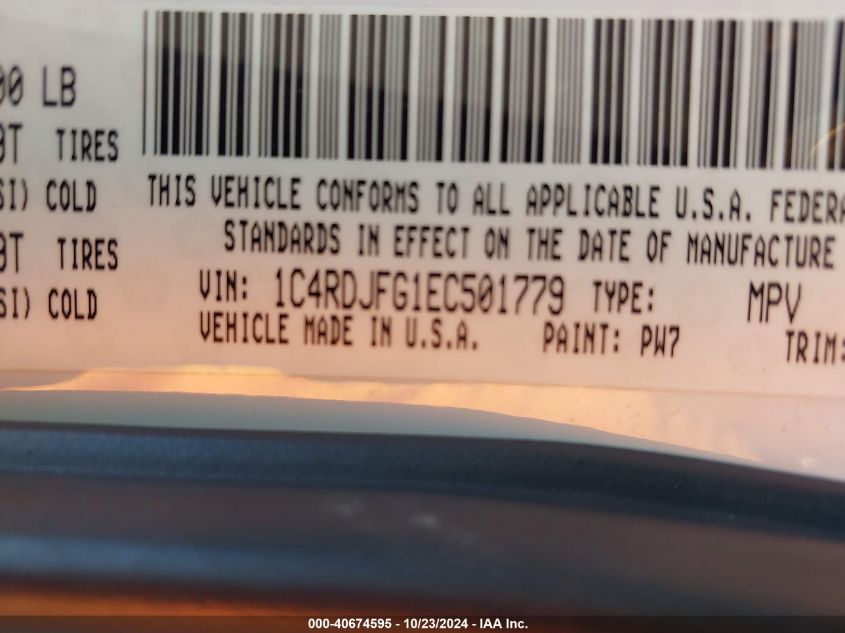 00 LB
TIRES
SI) COLD
THIS VEHICLE CONFORMS TO ALL APPLICABLE U.S.A. FEDERA
STANDARDS IN EFFECT ON THE DATE OF MANUFACTURE
TIRES
SI) COLD
VIN: 1C4RDJFG1EC501779 TYPE: MPV
VEHICLE MADE IN U.S.A. PAINT: PW7 TRIM:
000-40674595 - 10/23/2024 - IAA Inc.